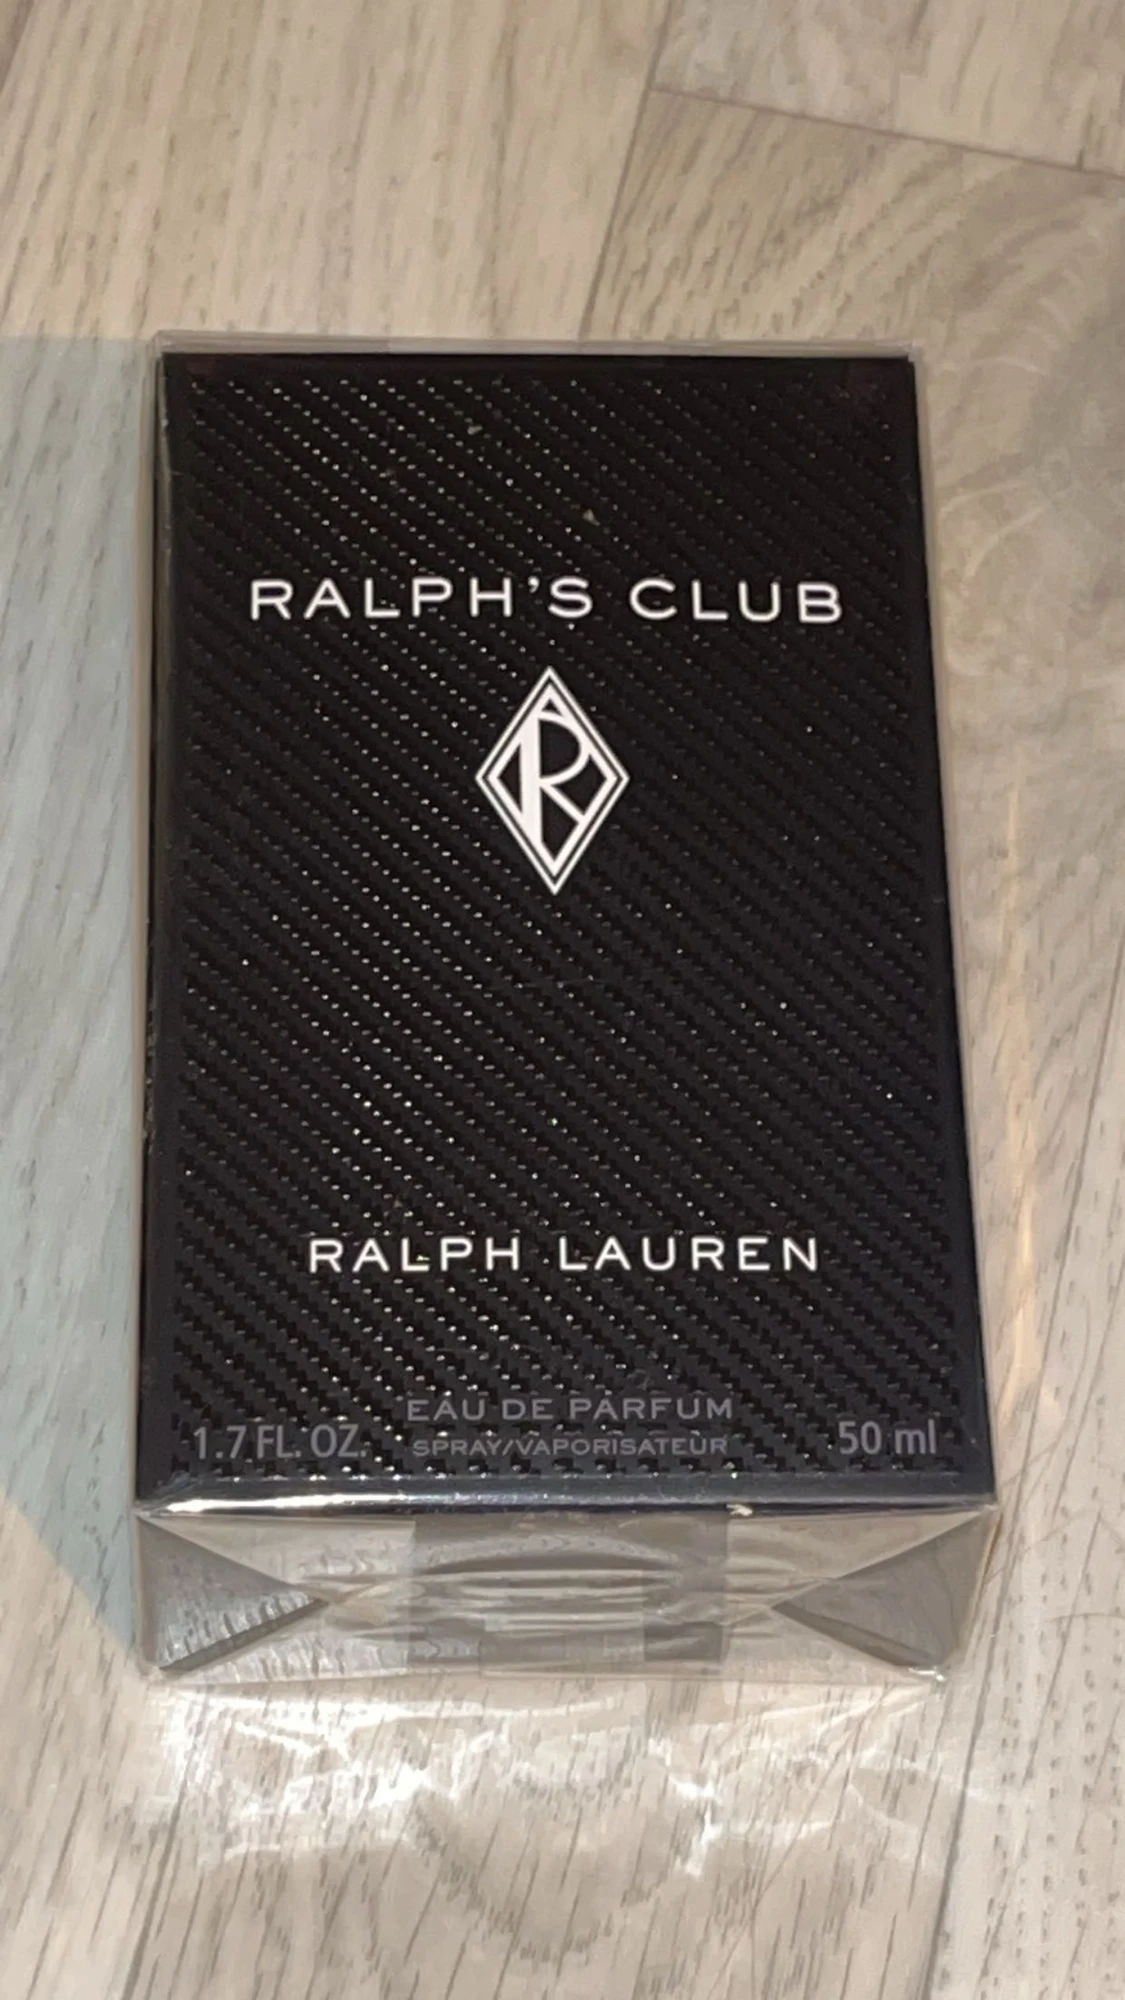 RALPH'S CLUB
R
RALPH LAUREN
EAU DE PARFUM
1.7 FL. OZ. SPRAY/VAPORISATEUR 50 ml